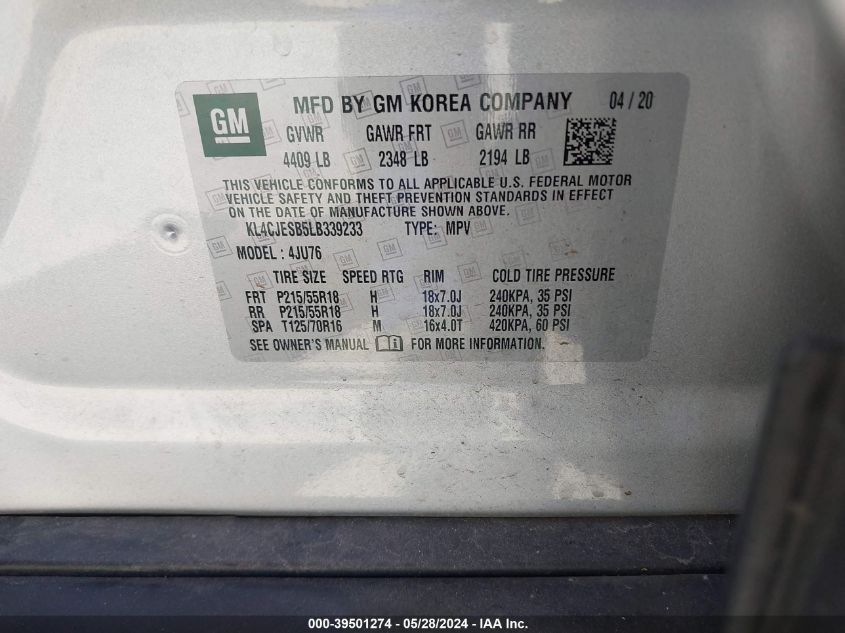 GM MFD BY GM KOREA COMPANY 04 / 20
GVWR GAWR FRT GAWR RR
4409 LB 2348 LB 2194 LB
THIS VEHICLE CONFORMS TO ALL APPLICABLE U.S. FEDERAL MOTOR
VEHICLE SAFETY AND THEFT PREVENTION STANDARDS IN EFFECT
ON THE DATE OF MANUFACTURE SHOWN ABOVE.
KL4CJESB5LB339233 TYPE: MPV
MODEL : 4JU76
TIRE SIZE SPEED RTG RIM COLD TIRE PRESSURE
FRT P215/55R18 H 18x7.0J 240KPA, 35 PSI
RR P215/55R18 H 18x7.0J 240KPA, 35 PSI
SPA T125/70R16 M 16x4.0T 420KPA, 60 PSI
SEE OWNER'S MANUAL FOR MORE INFORMATION.
000-39501274 - 05/28/2024 - IAA Inc.